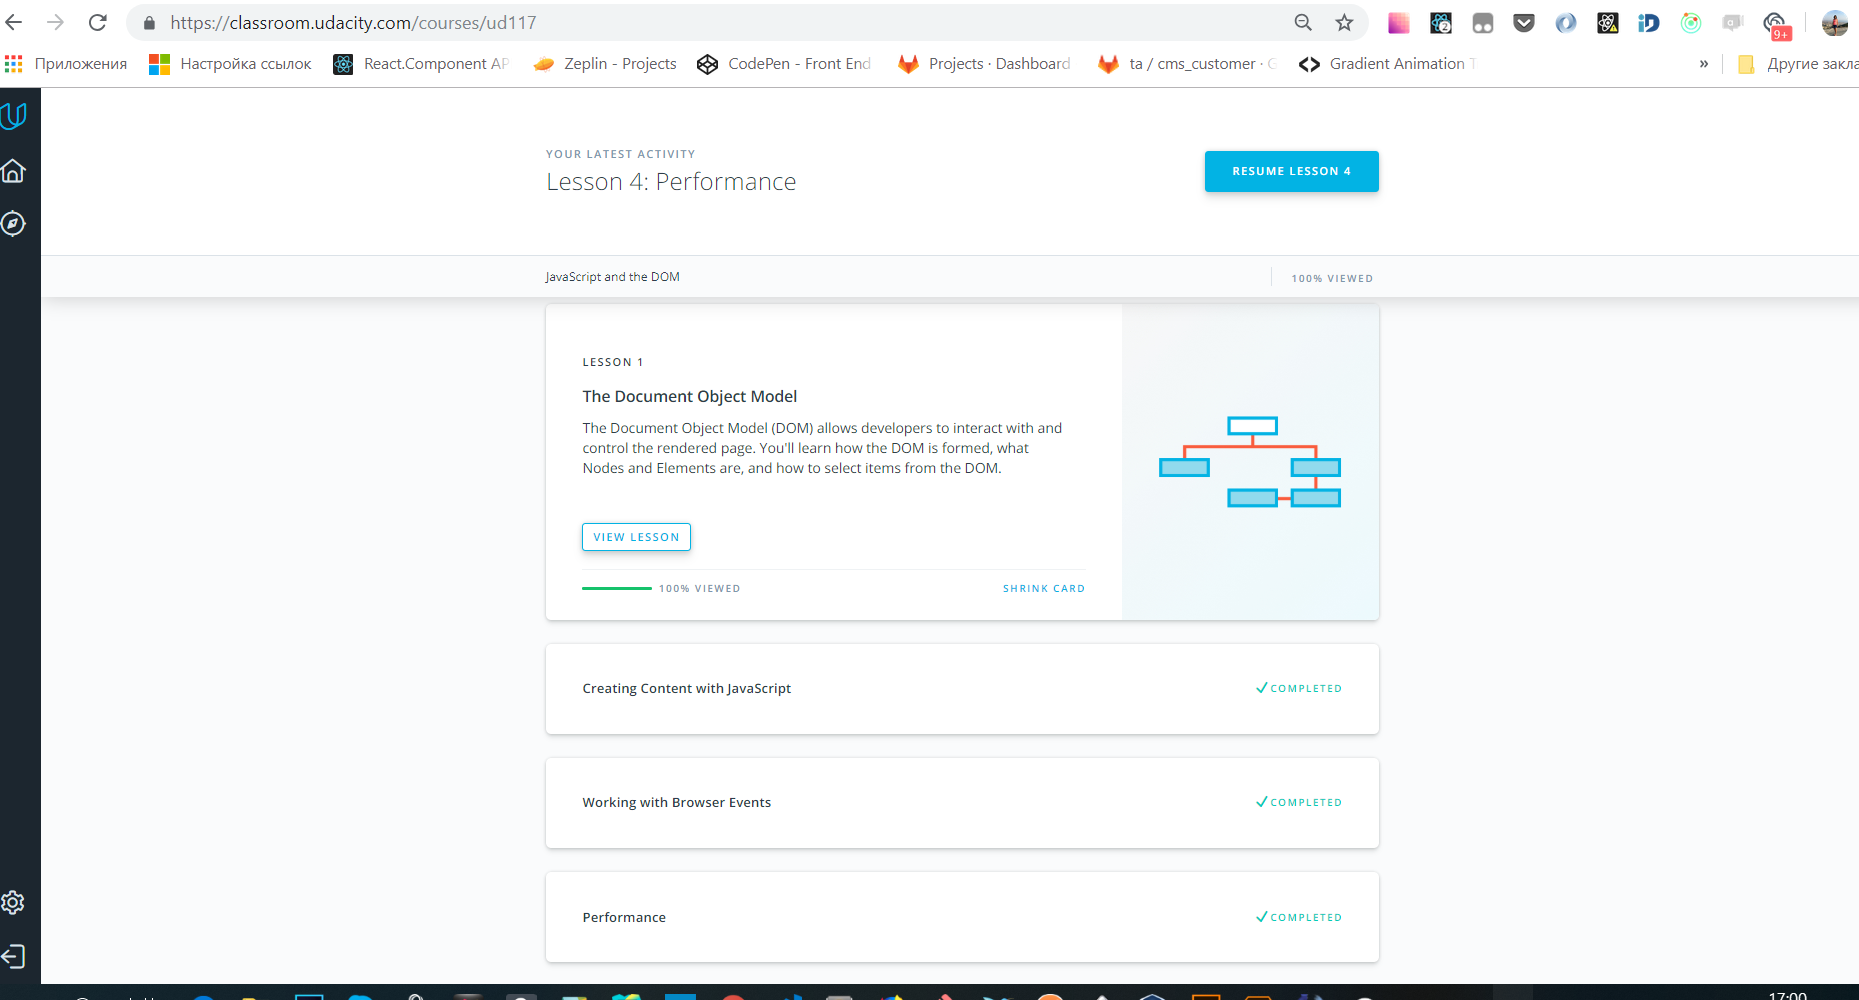 https://classroom.udacity.com/courses/ud117
2
9+
Приложения
Настройка ссылок
React.Component AP
Zeplin - Projects
CodePen - Front End
Projects · Dashboard
ta / cms_customer · G
Gradient Animation T
»
Другие закла
YOUR LATEST ACTIVITY
Lesson 4: Performance
RESUME LESSON 4
JavaScript and the DOM
100% VIEWED
LESSON 1
The Document Object Model
The Document Object Model (DOM) allows developers to interact with and
control the rendered page. You'll learn how the DOM is formed, what
Nodes and Elements are, and how to select items from the DOM.
VIEW LESSON
100% VIEWED
SHRINK CARD
Creating Content with JavaScript
COMPLETED
Working with Browser Events
COMPLETED
Performance
COMPLETED
17:00